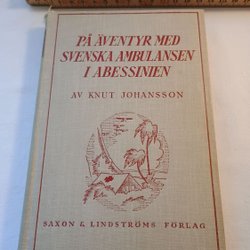 PÅ ÄVENTYR MED
SVENSKA AMBULANSEN
I ABESSINIEN
AV KNUT JOHANSSON
SAXON & LINDSTRÖMS FÖRLAG